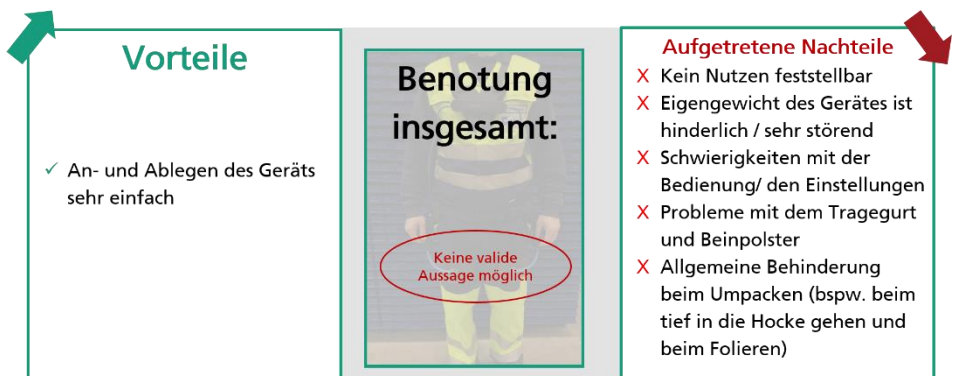 Vorteile
✓ An- und Ablegen des Geräts
sehr einfach
Benotung
insgesamt:
Keine valide
Aussage möglich
Aufgetretene Nachteile
X Kein Nutzen feststellbar
X Eigengewicht des Gerätes ist
hinderlich / sehr störend
X Schwierigkeiten mit der
Bedienung/ den Einstellungen
X Probleme mit dem Tragegurt
und Beinpolster
X Allgemeine Behinderung
beim Umpacken (bspw. beim
tief in die Hocke gehen und
beim Folieren)